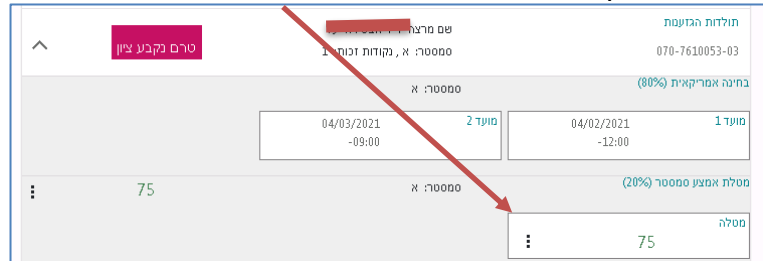 תולדות הגזענות
070-7610053-03
שם מרצה
סמסטר: א , נקודות זכות: 1
טרם נקבע ציון
בחינה אמריקאית (80%)
סמסטר: א
מועד 1
04/02/2021
-12:00
מועד 2
04/03/2021
-09:00
מטלת אמצע סמסטר (20%)
סמסטר: א
75
מטלה
75